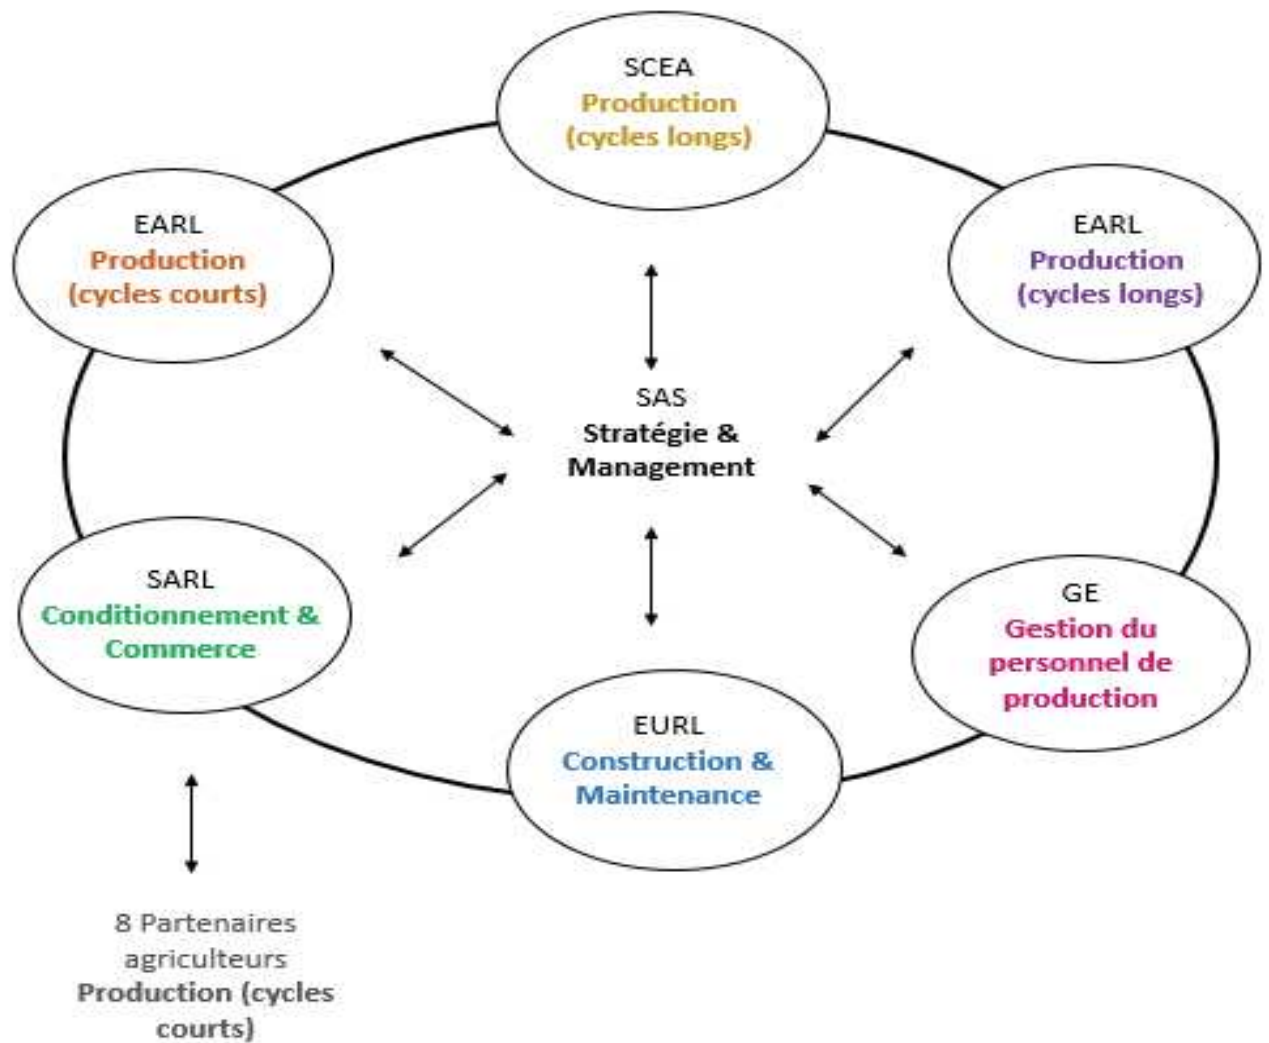 SCEA
Production
(cycles longs)
EARL
Production
(cycles courts)
EARL
Production
(cycles longs)
SAS
Stratégie &
Management
SARL
Conditionnement &
Commerce
GE
Gestion du
personnel de
production
EURL
Construction &
Maintenance
8 Partenaires
agriculteurs
Production (cycles
courts)